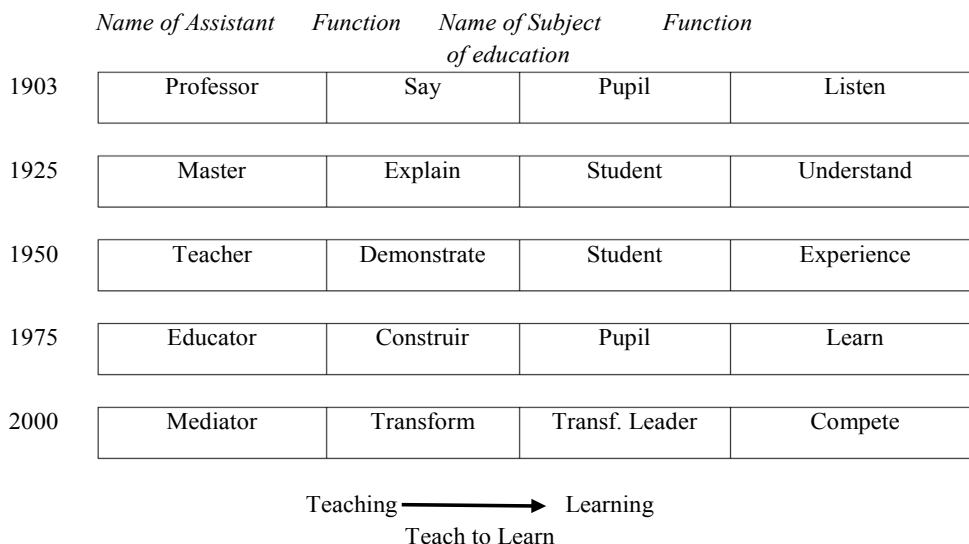 Name of Assistant Function Name of Subject Function
of education
1903 Professor Say Pupil Listen
1925 Master Explain Student Understand
1950 Teacher Demonstrate Student Experience
1975 Educator Construir Pupil Learn
2000 Mediator Transform Transf. Leader Compete
Teaching Learning
Teach to Learn